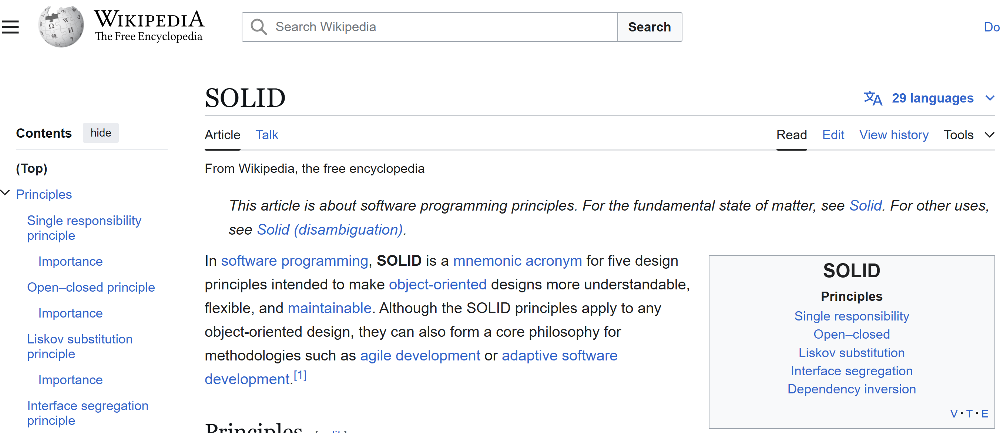 WIKIPEDIA
The Free Encyclopedia
Search Wikipedia
Search
Do
SOLID
29 languages
Contents
hide
Article
Talk
Read
Edit
View history
Tools
(Top)
From Wikipedia, the free encyclopedia
Principles
Single responsibility
principle
Importance
Open–closed principle
Importance
Liskov substitution
principle
Importance
Interface segregation
principle
This article is about software programming principles. For the fundamental state of matter, see Solid. For other uses,
see Solid (disambiguation).
In software programming, SOLID is a mnemonic acronym for five design
principles intended to make object-oriented designs more understandable,
flexible, and maintainable. Although the SOLID principles apply to any
object-oriented design, they can also form a core philosophy for
methodologies such as agile development or adaptive software
development.[1]
SOLID
Principles
Single responsibility
Open–closed
Liskov substitution
Interface segregation
Dependency inversion
V · T · E
Principles [edit]